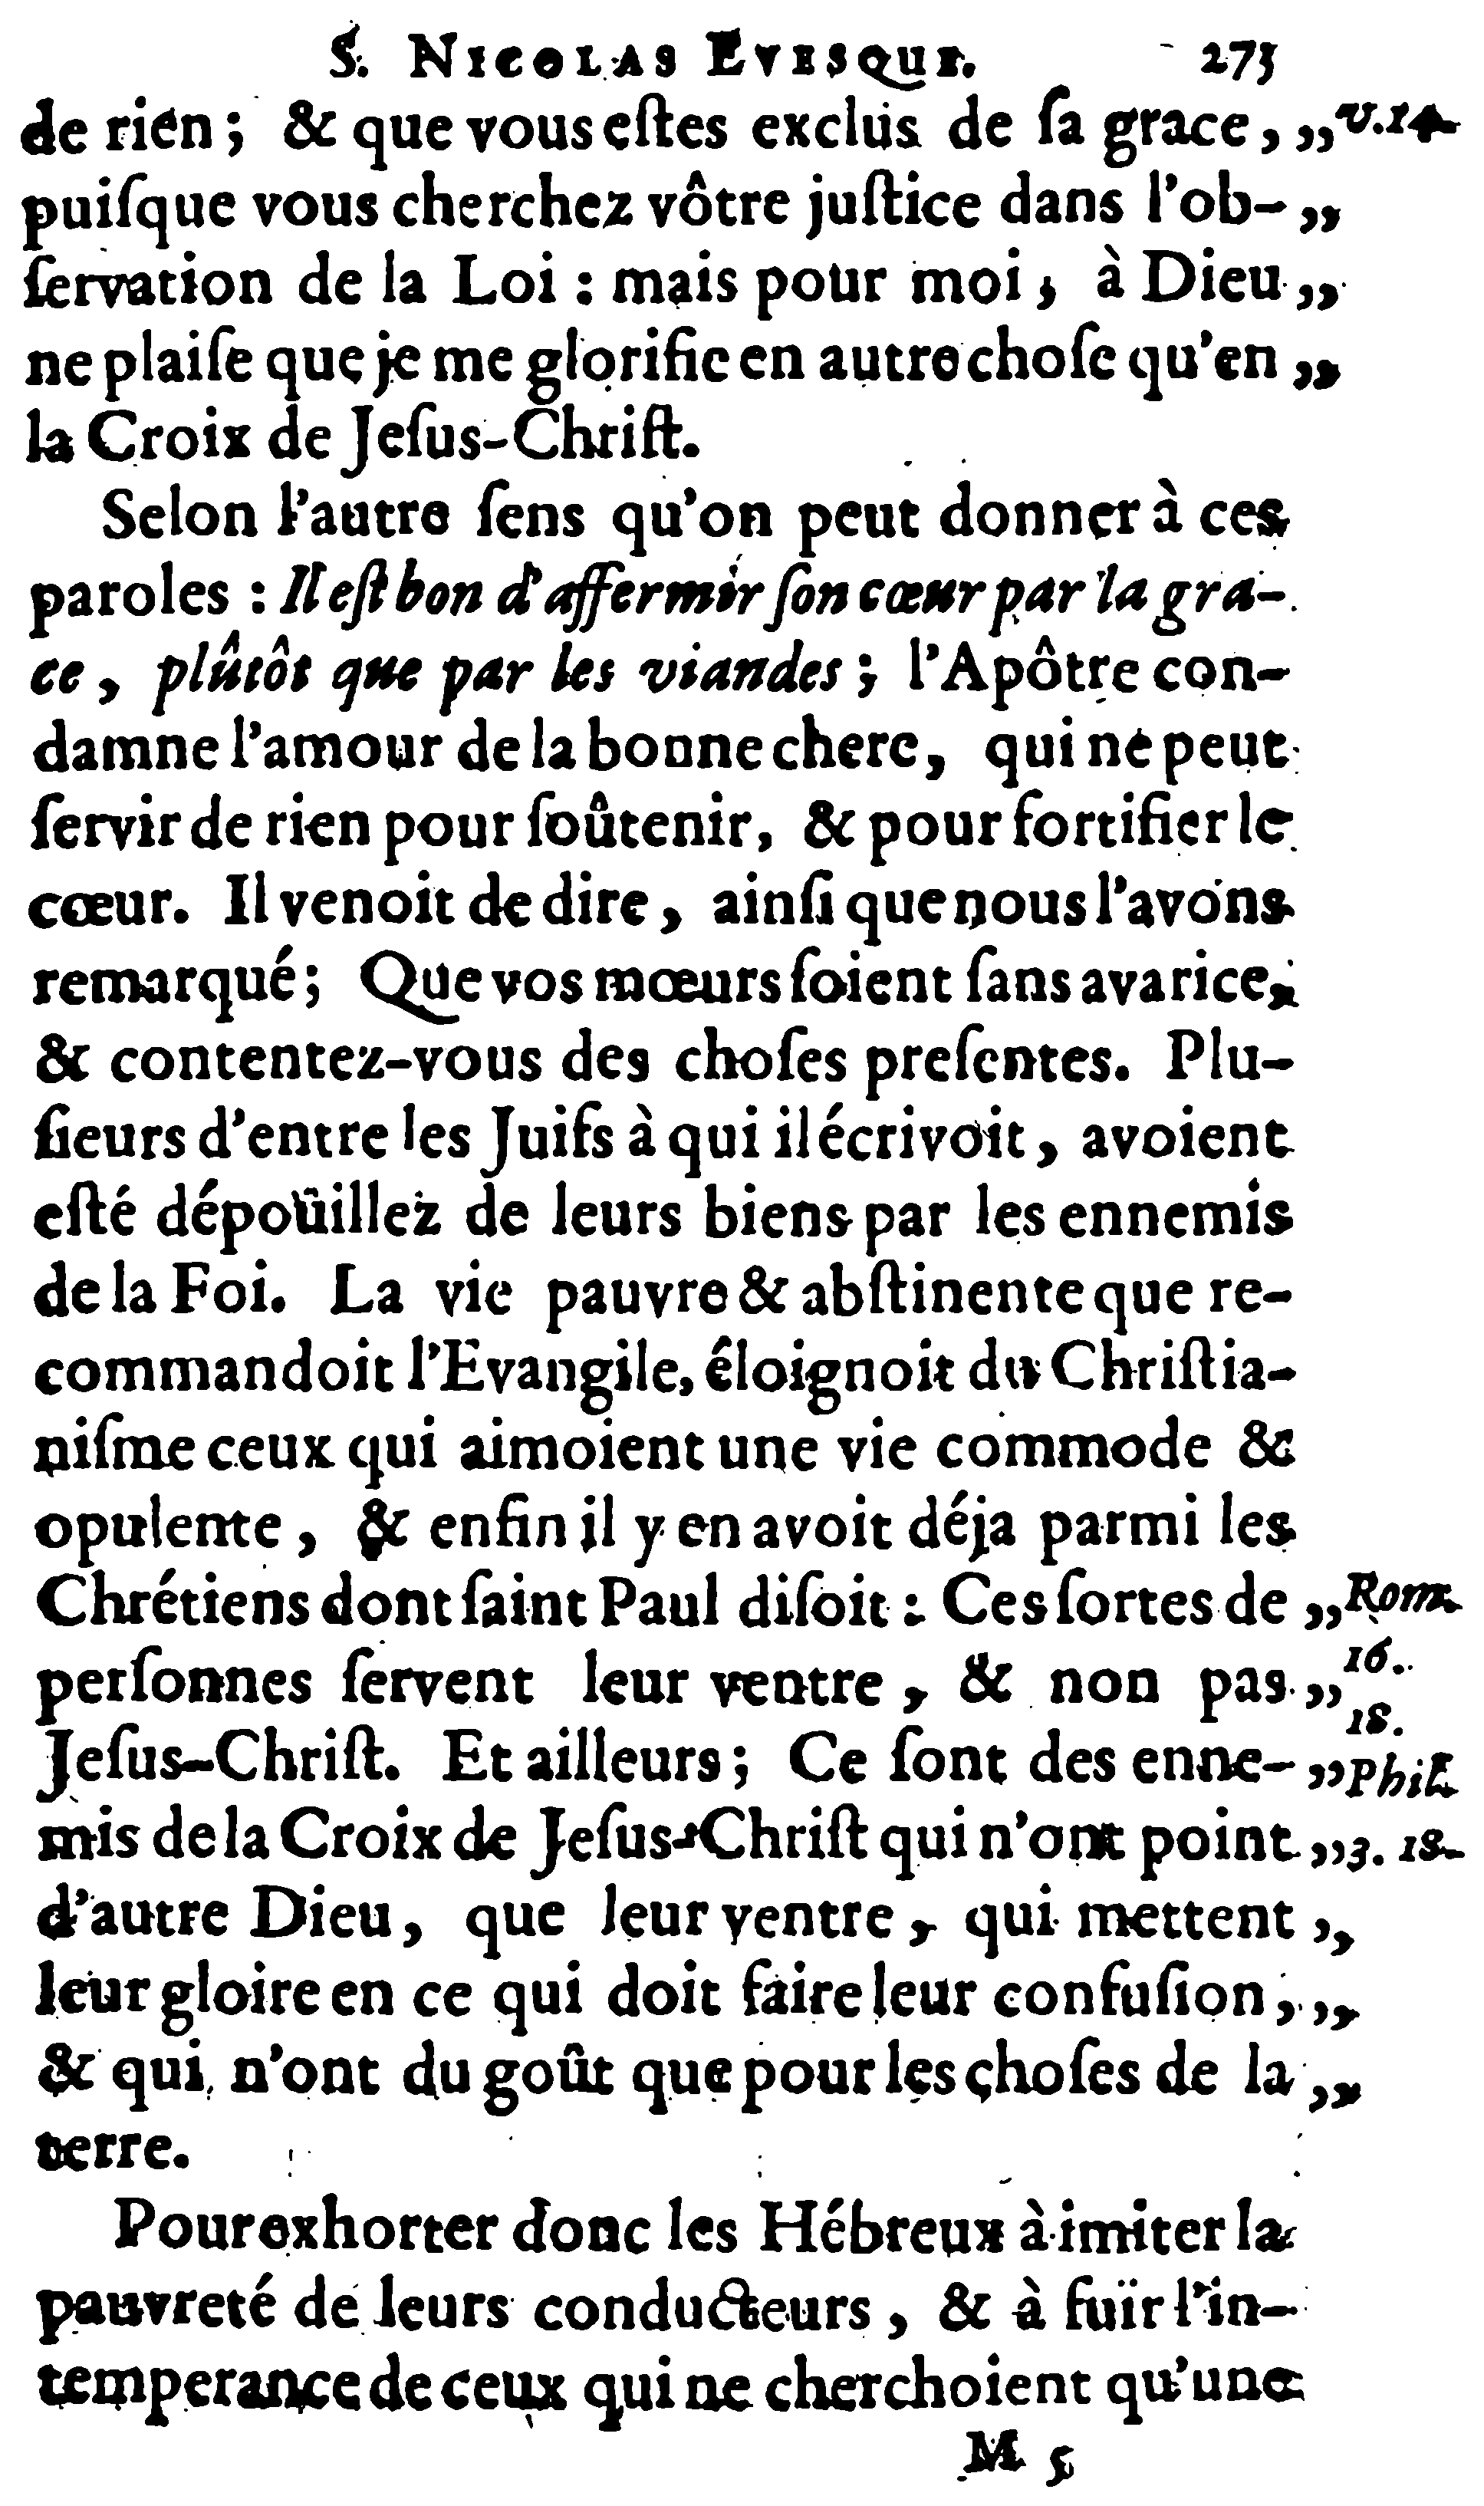 S. NICOLAS EVESQUE. 273
de rien ; & que vous estes exclus de ſa grace, ,, v.14
puiſque vous cherchez vôtre juſtice dans l'ob- ,,
ſervation de la Loi : mais pour moi, à Dieu ,,
ne plaiſe que je me glorifie en autre choſe qu'en ,,
la Croix de Jeſus-Chriſt.
Selon l'autre ſens qu'on peut donner à ces
paroles : Il eſt bon d'affermir ſon cœur par la gra-
ce, plûtôt que par les viandes ; l'Apôtre con-
damne l'amour de la bonne chere, qui ne peut
ſervir de rien pour ſoûtenir, & pour fortifier le
cœur. Il venoit de dire, ainſi que nous l'avons
remarqué ; Que vos mœurs ſoient ſans avarice,
& contentez-vous des choſes preſentes. Plu-
ſieurs d'entre les Juifs à qui il écrivoit, avoient
eſté dépoüillez de leurs biens par les ennemis
de la Foi. La vie pauvre & abſtinente que re-
commandoit l'Evangile, éloignoit du Chriſtia-
niſme ceux qui aimoient une vie commode &
opulente, & enfin il y en avoit déja parmi les
Chrétiens dont ſaint Paul diſoit : Ces ſortes de ,, Rom.
perſonnes ſervent leur ventre, & non pas ,, 16.
18.
Jeſus-Chriſt. Et ailleurs ; Ce ſont des enne- ,, Phil.
mis de la Croix de Jeſus-Chriſt qui n'ont point ,, 3. 18.
d'autre Dieu, que leur ventre, qui mettent ,,
leur gloire en ce qui doit faire leur confuſion, ,,
& qui n'ont du goût que pour les choſes de la ,,
terre.
Pour exhorter donc les Hébreux à imiter la
pauvreté de leurs conducteurs, & à fuïr l'in-
temperance de ceux qui ne cherchoient qu'une
M 5